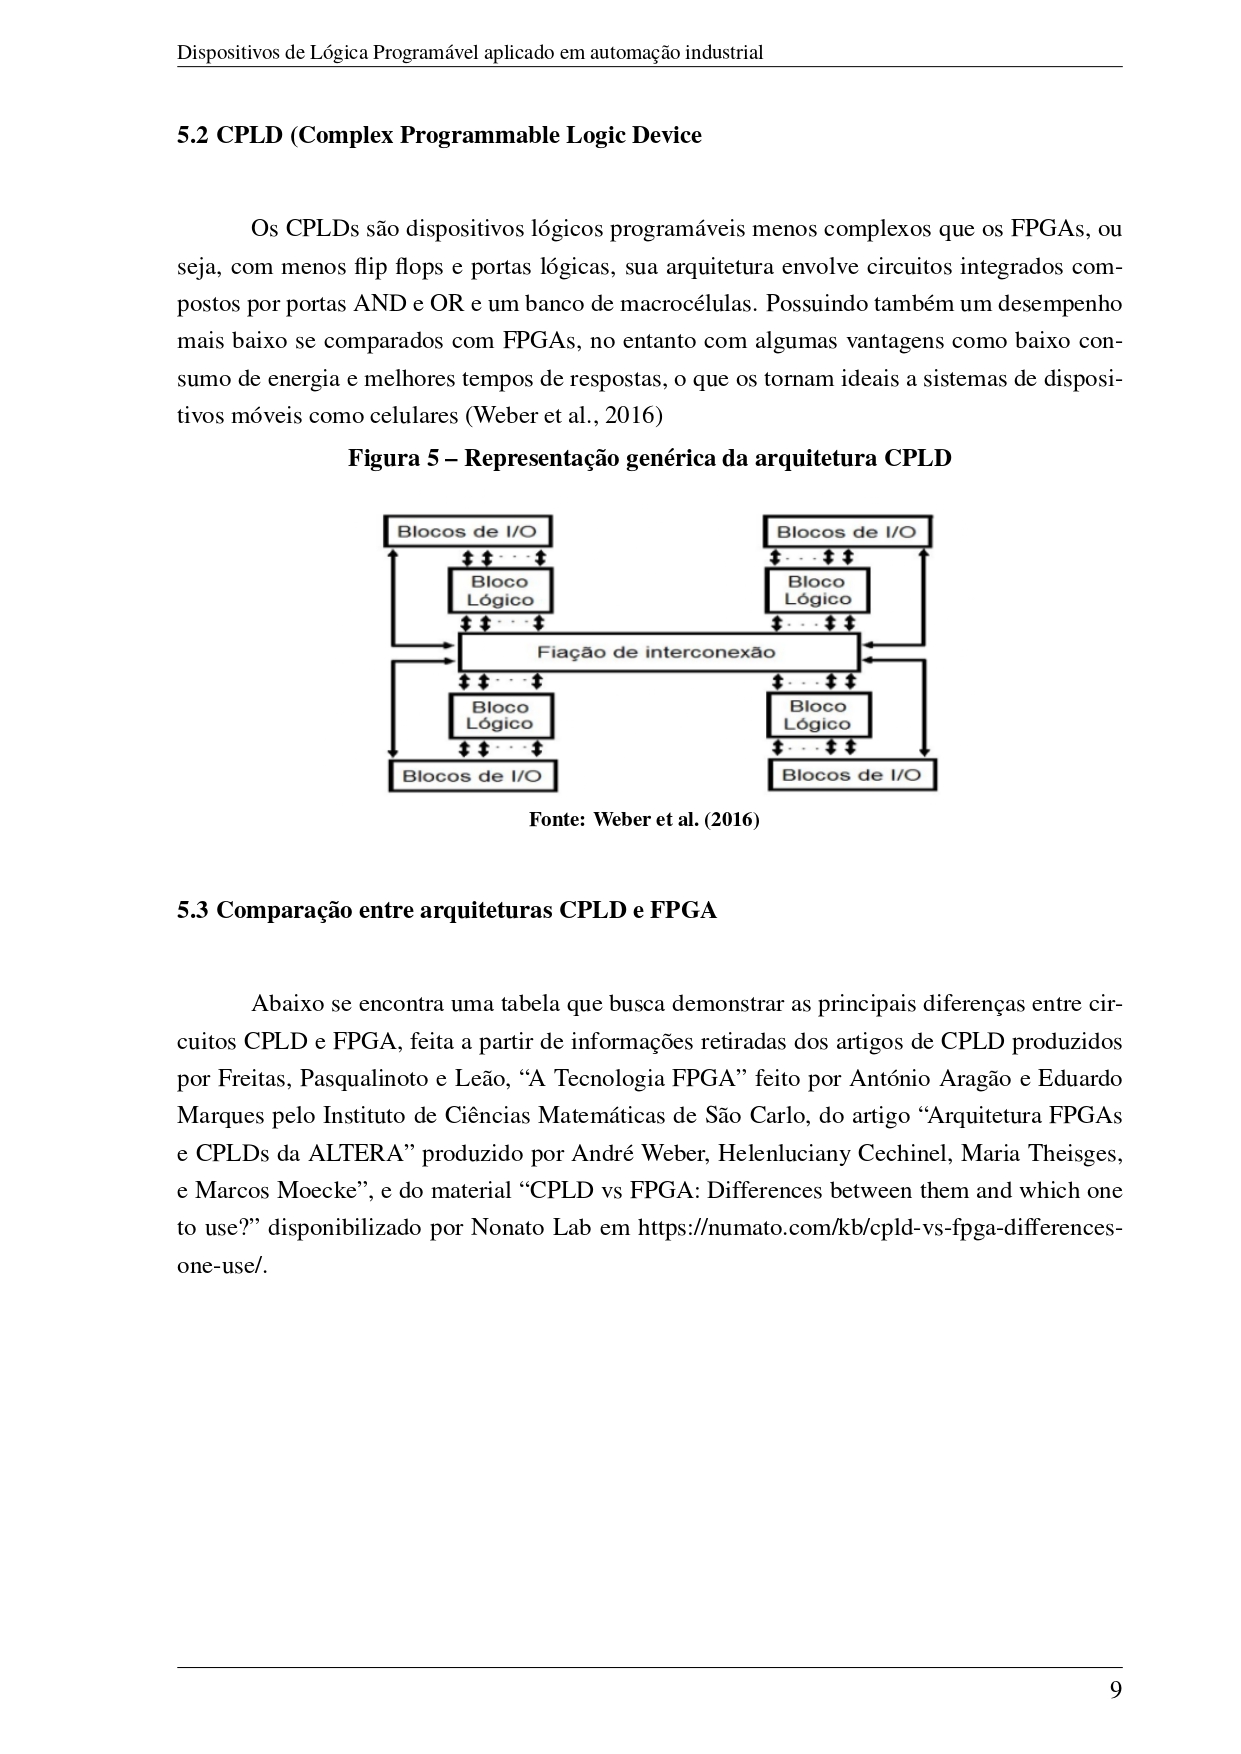 Dispositivos de Lógica Programável aplicado em automação industrial
5.2 CPLD (Complex Programmable Logic Device
Os CPLDs são dispositivos lógicos programáveis menos complexos que os FPGAs, ou
seja, com menos flip flops e portas lógicas, sua arquitetura envolve circuitos integrados com-
postos por portas AND e OR e um banco de macrocélulas. Possuindo também um desempenho
mais baixo se comparados com FPGAs, no entanto com algumas vantagens como baixo con-
sumo de energia e melhores tempos de respostas, o que os tornam ideais a sistemas de disposi-
tivos móveis como celulares (Weber et al., 2016)
Figura 5 – Representação genérica da arquitetura CPLD
Blocos de I/O
Blocos de I/O
Bloco
Lógico
Bloco
Lógico
Fiação de interconexão
Bloco
Lógico
Bloco
Lógico
Blocos de I/O
Blocos de I/O
Fonte: Weber et al. (2016)
5.3 Comparação entre arquiteturas CPLD e FPGA
Abaixo se encontra uma tabela que busca demonstrar as principais diferenças entre cir-
cuitos CPLD e FPGA, feita a partir de informações retiradas dos artigos de CPLD produzidos
por Freitas, Pasqualinoto e Leão, “A Tecnologia FPGA” feito por António Aragão e Eduardo
Marques pelo Instituto de Ciências Matemáticas de São Carlo, do artigo “Arquitetura FPGAs
e CPLDs da ALTERA” produzido por André Weber, Helenluciany Cechinel, Maria Theisges,
e Marcos Moecke”, e do material “CPLD vs FPGA: Differences between them and which one
to use?” disponibilizado por Nonato Lab em https://numato.com/kb/cpld-vs-fpga-differences-
one-use/.
9